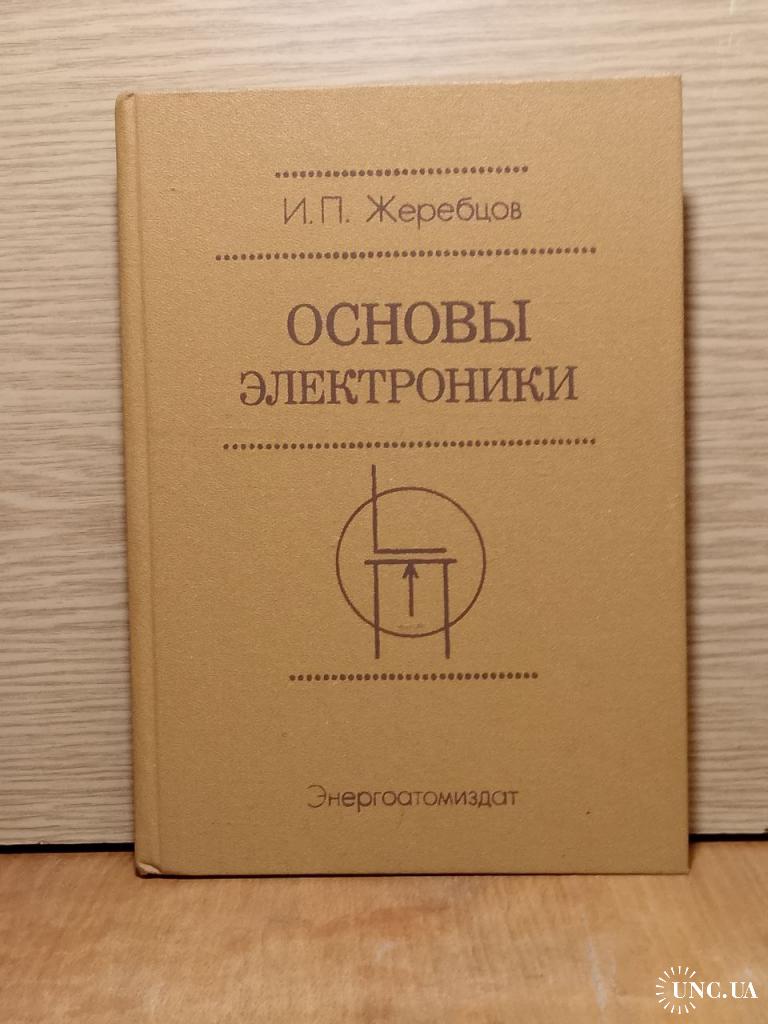 И.П. Жеребцов
ОСНОВЫ
ЭЛЕКТРОНИКИ
Энергоатомиздат
UNC.UA